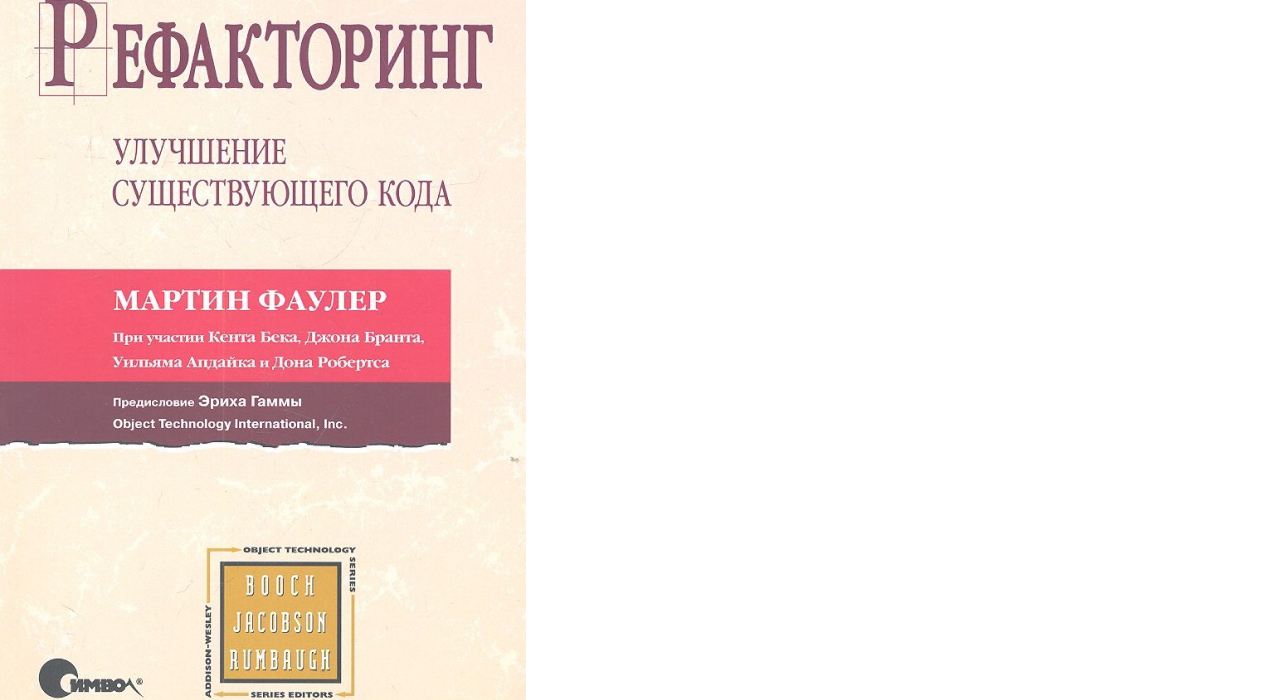 РЕФАКТОРИНГ
УЛУЧШЕНИЕ
СУЩЕСТВУЮЩЕГО КОДА
МАРТИН ФАУЛЕР
При участии Кента Бека, Джона Бранта,
Уильяма Апдайка и Дона Робертса
Предисловие Эриха Гаммы
Object Technology International, Inc.
OBJECT TECHNOLOGY
SERIES
BOOCH
JACOBSON
RUMBAUGH
ADDISON-WESLEY
SERIES EDITORS
СИМВОЛ®